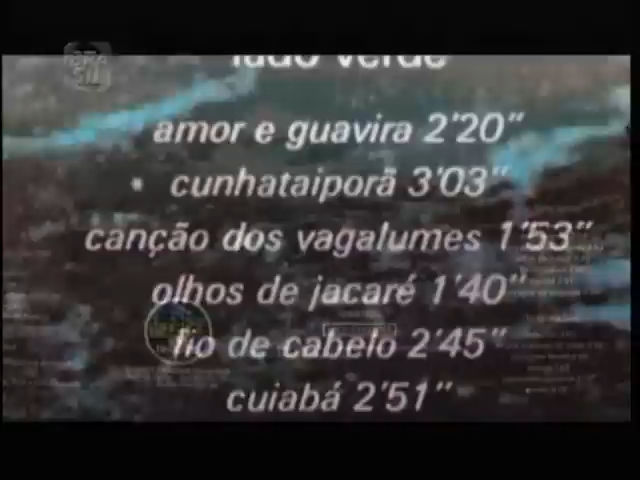 lado verde
amor e guavira 2'20"
cunhataiporã 3'03"
canção dos vagalumes 1'53"
olhos de jacaré 1'40"
fio de cabelo 2'45"
cuiabá 2'51"